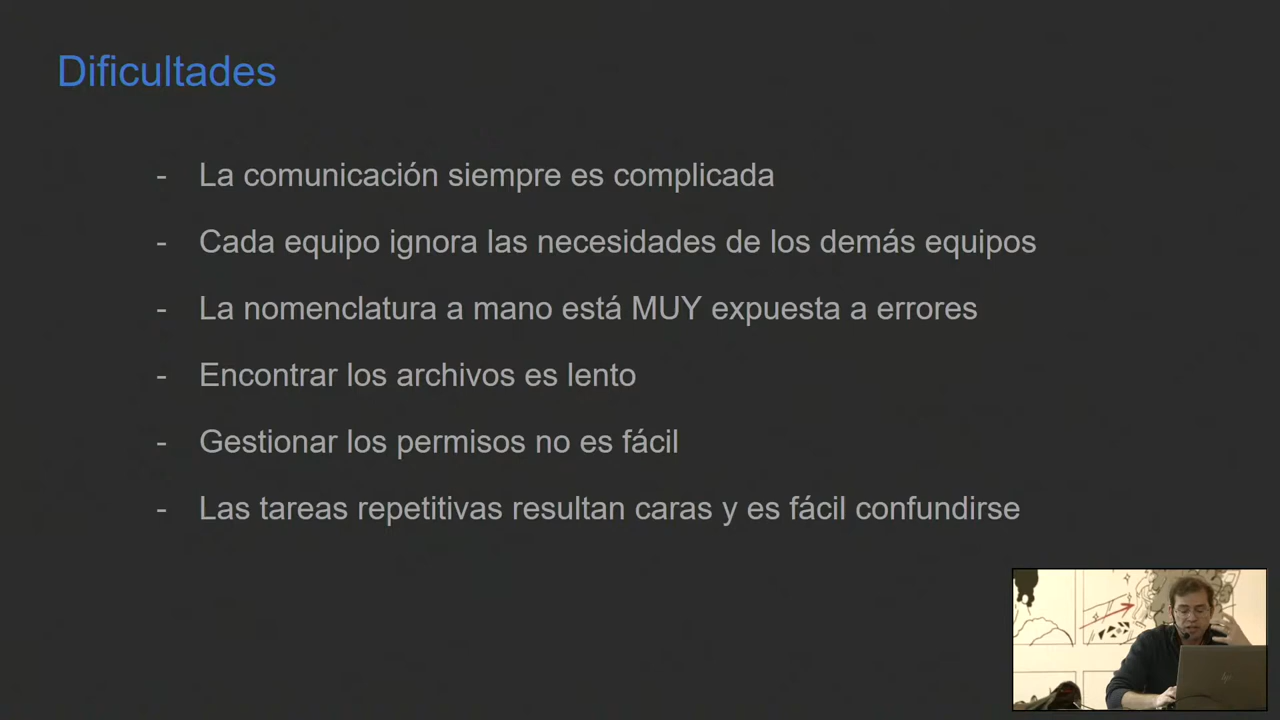 Dificultades
- La comunicación siempre es complicada
- Cada equipo ignora las necesidades de los demás equipos
- La nomenclatura a mano está MUY expuesta a errores
- Encontrar los archivos es lento
- Gestionar los permisos no es fácil
- Las tareas repetitivas resultan caras y es fácil confundirse